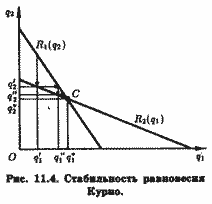 q₂
R₁(q₂)
C
q₂′
q₂″
q₂*
R₂(q₁)
O
q₁′
q₁″
q₁*
q₁
Рис. 11.4. Стабильность равновесия
Курно.